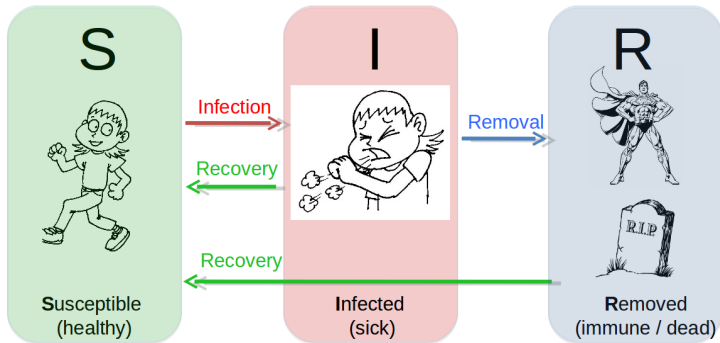 S
I
R
Infection
Removal
Recovery
R.I.P
Recovery
Susceptible
(healthy)
Infected
(sick)
Removed
(immune / dead)